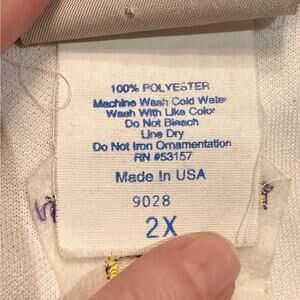 100% POLYESTER
Machine Wash Cold Water
Wash With Like Color
Do Not Bleach
Line Dry
Do Not Iron Ornamentation
RN #53157
Made In USA
9028
2X